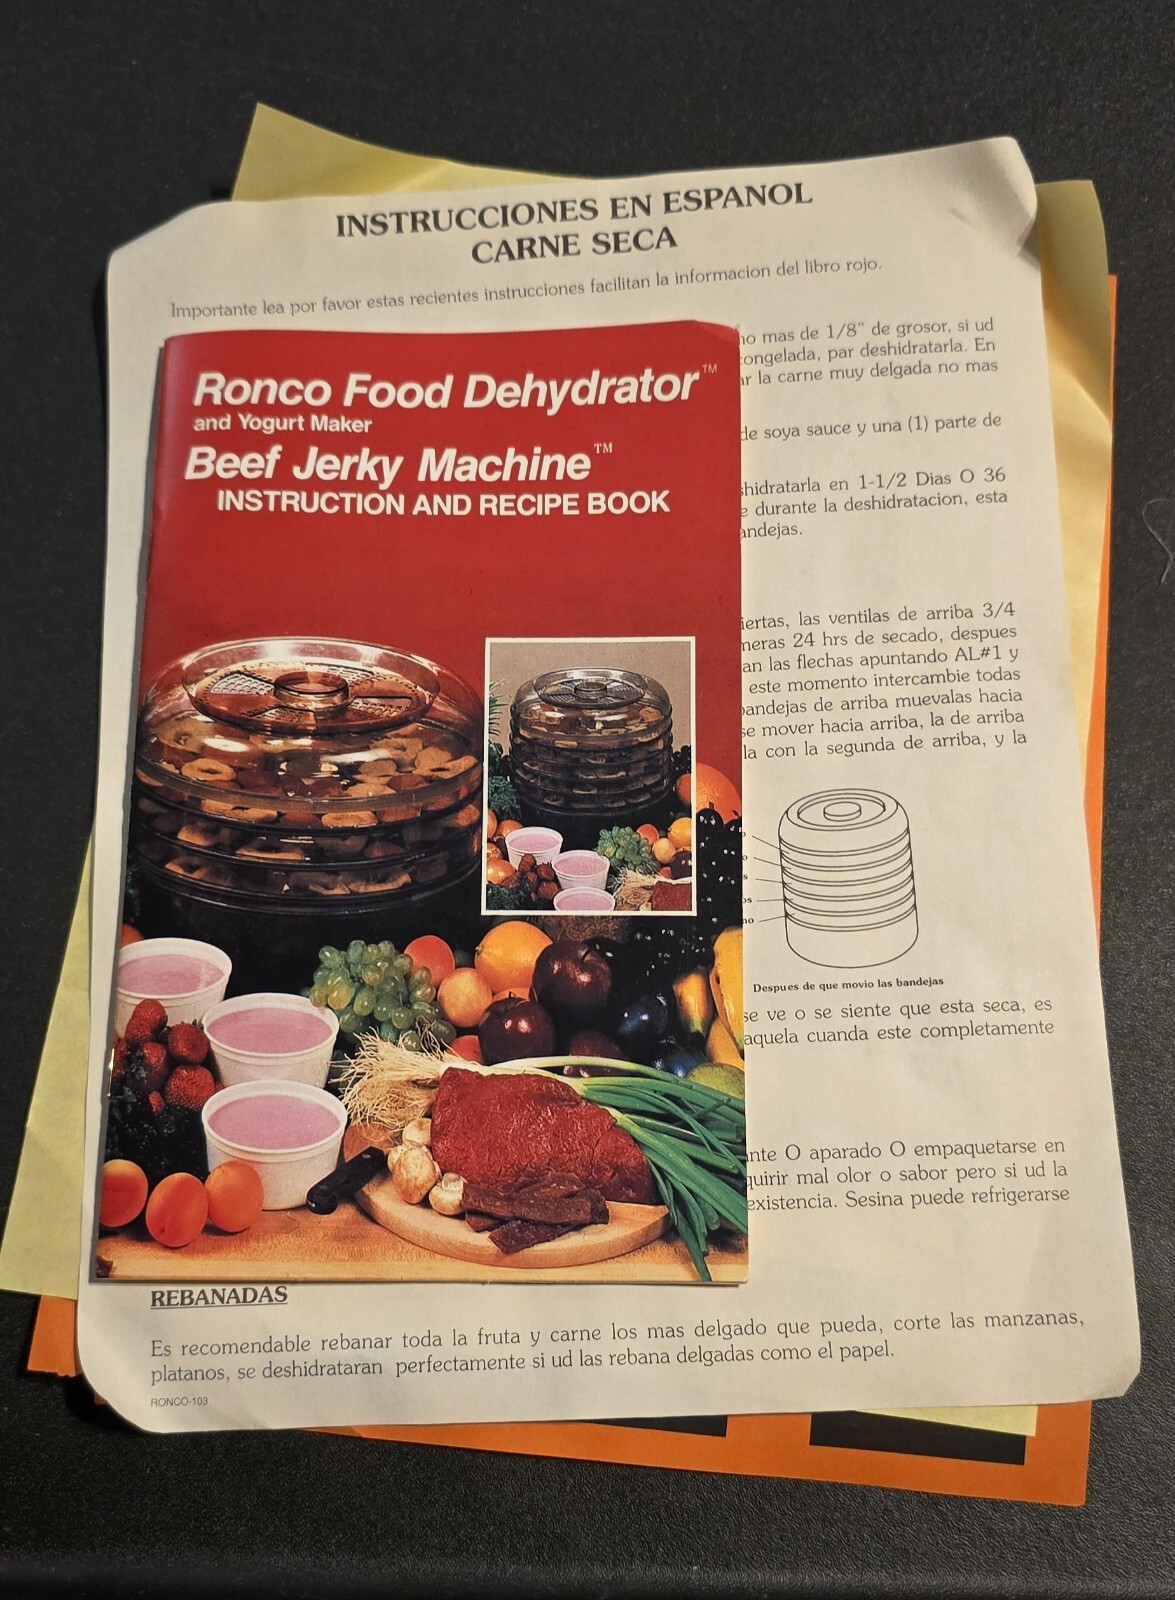 INSTRUCCIONES EN ESPANOL
CARNE SECA
Importante lea por favor estas recientes instrucciones facilitan la informacion del libro rojo.
no mas de 1/8" de grosor, si ud
congelada, par deshidratarla. En
la carne muy delgada no mas
de soya sauce y una (1) parte de
shidratarla en 1-1/2 Dias O 36
durante la deshidratacion, esta
andejas.
iertas, las ventilas de arriba 3/4
meras 24 hrs de secado, despues
an las flechas apuntando AL#1 y
este momento intercambie todas
bandejas de arriba muevalas hacia
se mover hacia arriba, la de arriba
la con la segunda de arriba, y la
Despues de que movio las bandejas
se ve o se siente que esta seca, es
aquela cuanda este completamente
nte O aparado O empaquetarse en
quirir mal olor o sabor pero si ud la
existencia. Sesina puede refrigerarse
Ronco Food Dehydrator™
and Yogurt Maker
Beef Jerky Machine™
INSTRUCTION AND RECIPE BOOK
REBANADAS
Es recomendable rebanar toda la fruta y carne los mas delgado que pueda, corte las manzanas,
platanos, se deshidrataran perfectamente si ud las rebana delgadas como el papel.
RONCO-103